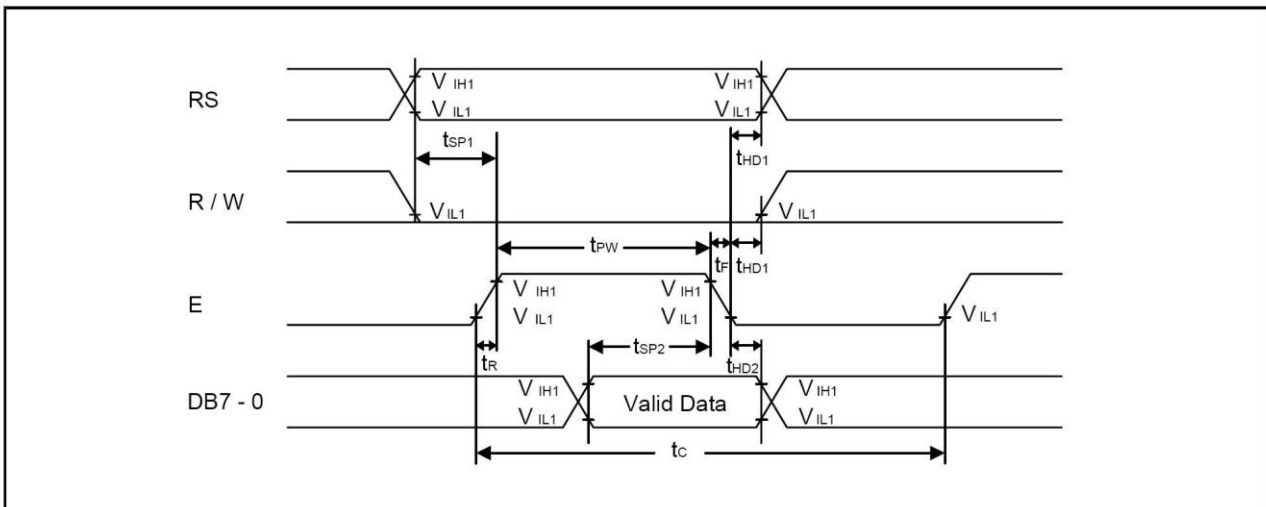 RS
V IH1
V IL1
V IH1
V IL1
tSP1
tHD1
R / W
VIL1
V IL1
tPW
tF
tHD1
E
V IH1
V IL1
V IH1
V IL1
V IL1
tR
tSP2
tHD2
DB7 - 0
V IH1
V IL1
Valid Data
V IH1
V IL1
tC